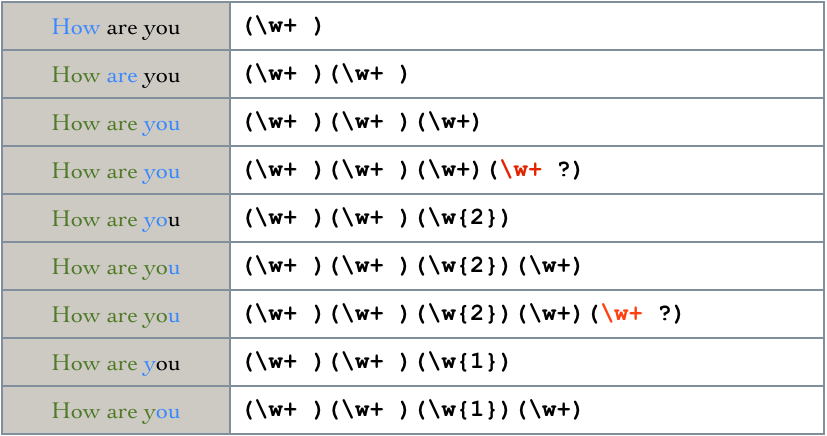 How are you (\w+ )
How are you (\w+ )(\w+ )
How are you (\w+ )(\w+ )(\w+)
How are you (\w+ )(\w+ )(\w+)(\w+ ?)
How are you (\w+ )(\w+ )(\w{2})
How are you (\w+ )(\w+ )(\w{2})(\w+)
How are you (\w+ )(\w+ )(\w{2})(\w+)(\w+ ?)
How are you (\w+ )(\w+ )(\w{1})
How are you (\w+ )(\w+ )(\w{1})(\w+)